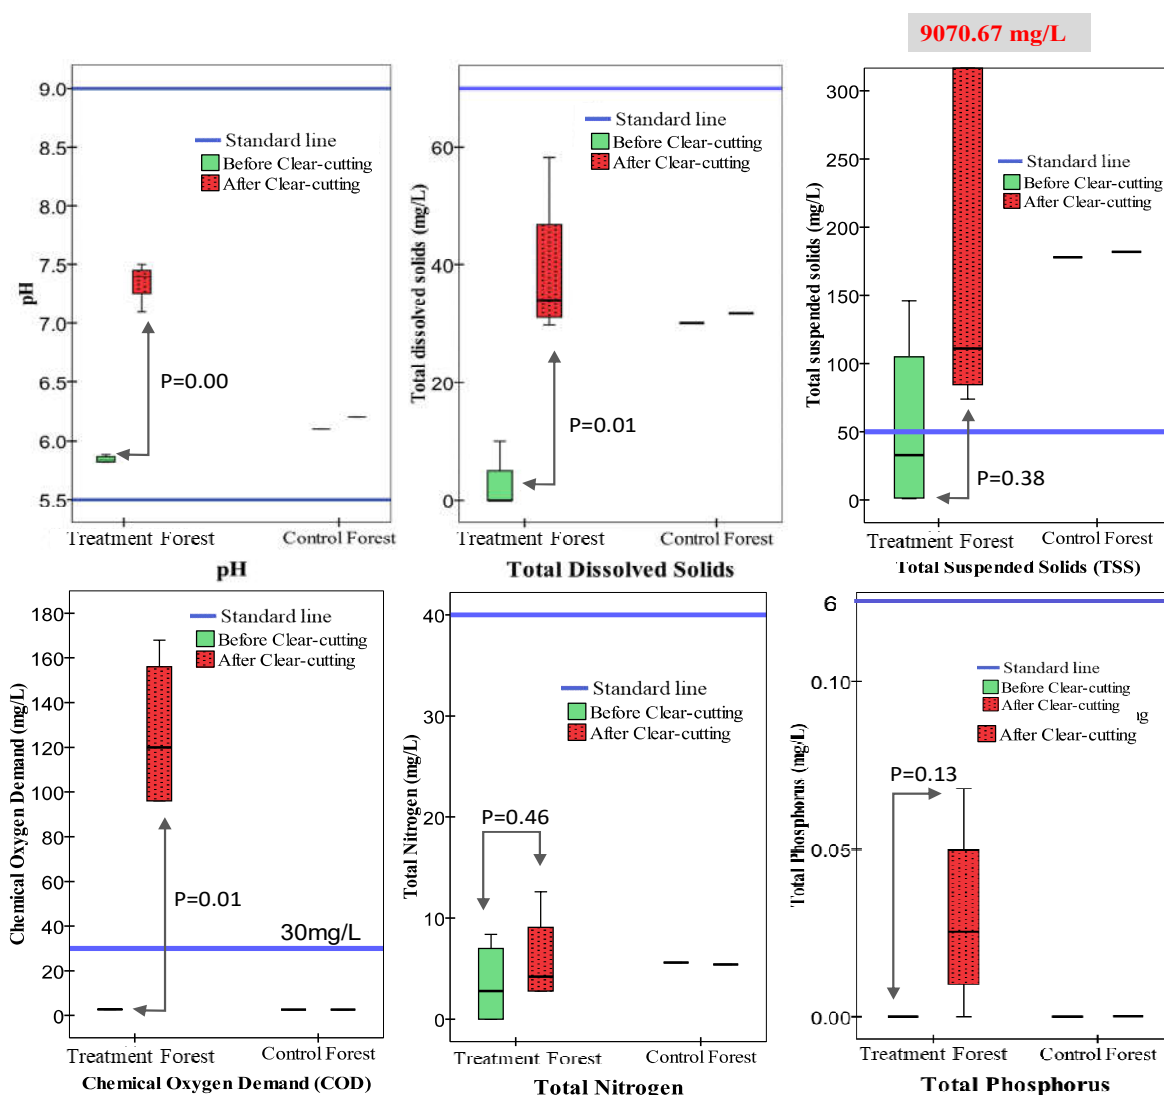 9070.67 mg/L
9.0
8.5
8.0
7.5
7.0
6.5
6.0
5.5
pH
Standard line
Before Clear-cutting
After Clear-cutting
P=0.00
Treatment Forest
Control Forest
pH
60
40
20
0
Total dissolved solids (mg/L)
Standard line
Before Clear-cutting
After Clear-cutting
P=0.01
Treatment Forest
Control Forest
Total Dissolved Solids
300
250
200
150
100
50
0
Total suspended solids (mg/L)
Standard line
Before Clear-cutting
After Clear-cutting
P=0.38
Treatment Forest
Control Forest
Total Suspended Solids (TSS)
180
160
140
120
100
80
60
40
20
0
Chemical Oxygen Demand (mg/L)
Standard line
Before Clear-cutting
After Clear-cutting
P=0.01
30mg/L
Treatment Forest
Control Forest
Chemical Oxygen Demand (COD)
40
30
20
10
0
Total Nitrogen (mg/L)
Standard line
Before Clear-cutting
After Clear-cutting
P=0.46
Treatment Forest
Control Forest
Total Nitrogen
6
0.10
0.05
0.00
Total Phosphorus (mg/L)
Standard line
Before Clear-cutting
After Clear-cutting
ng
After Clear-cutting
P=0.13
Treatment Forest
Control Forest
Total Phosphorus